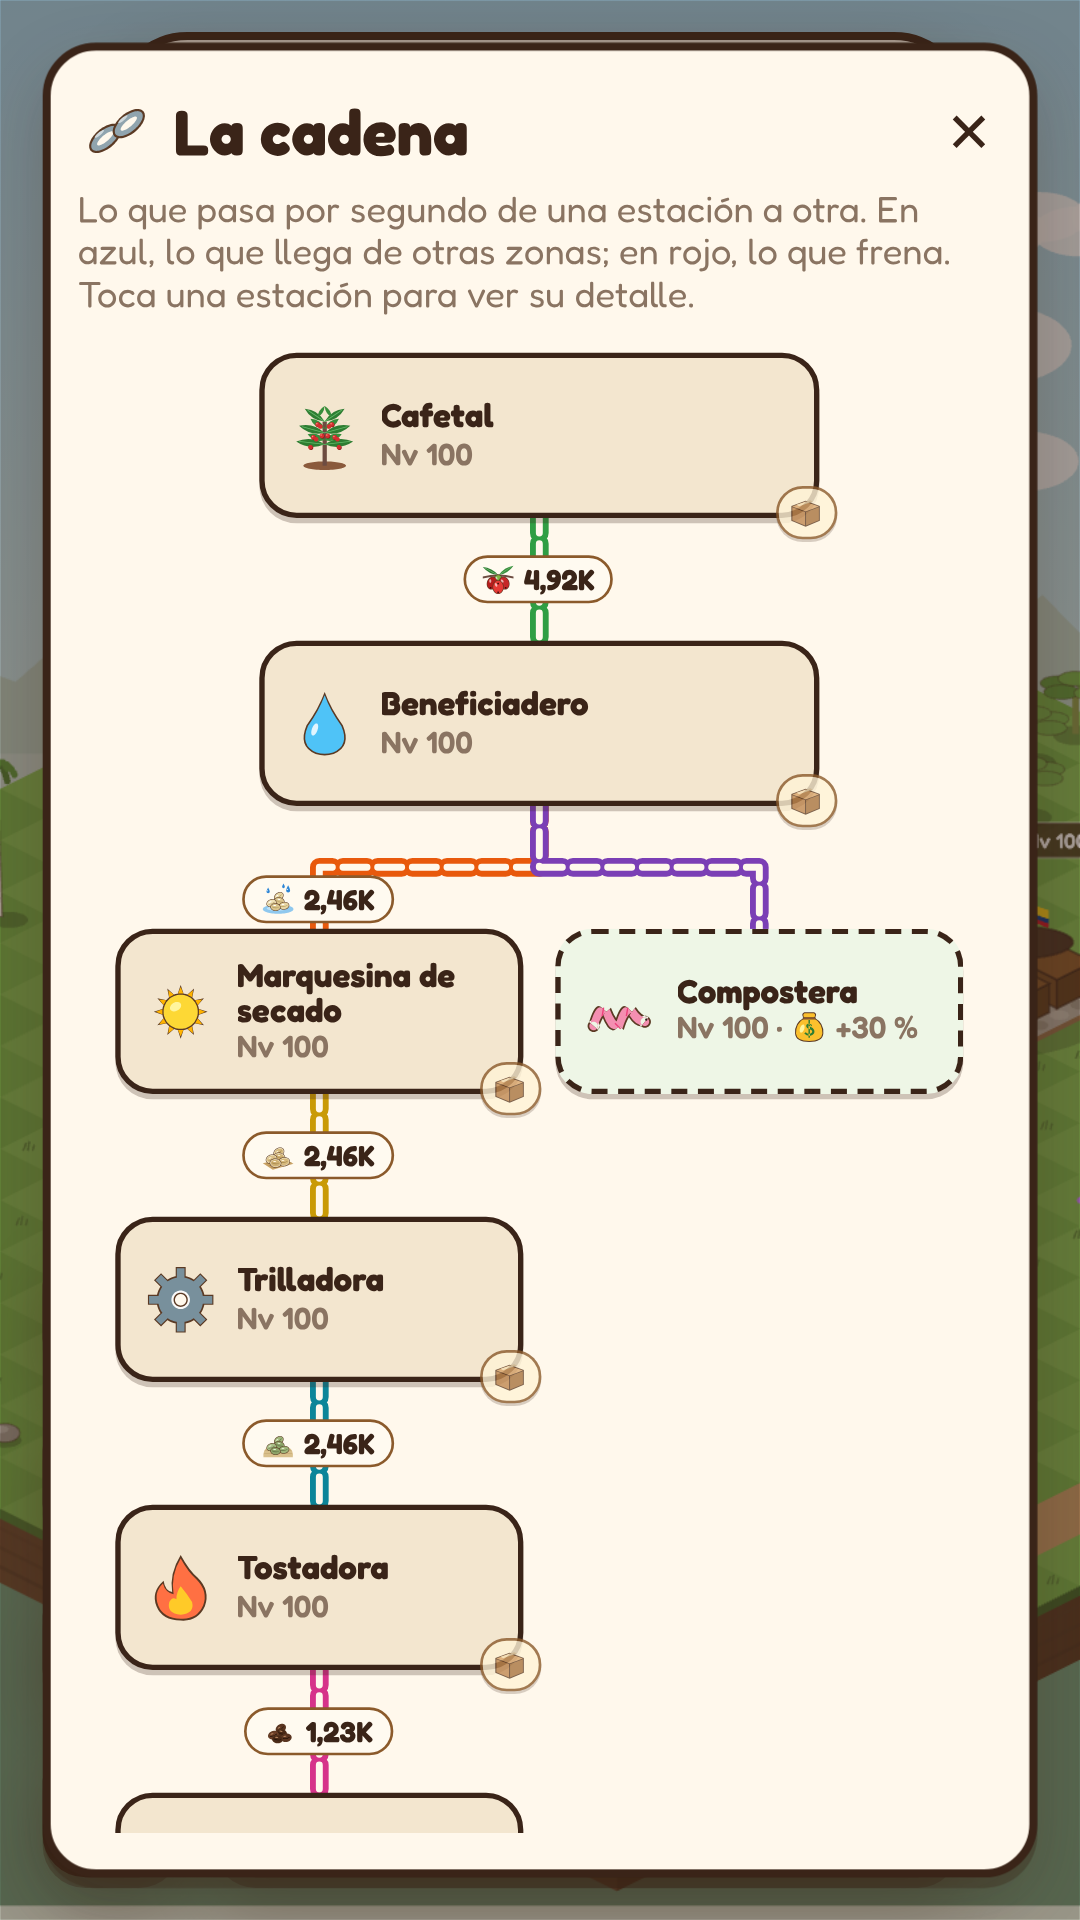 La cadena
Lo que pasa por segundo de una estación a otra. En
azul, lo que llega de otras zonas; en rojo, lo que frena.
Toca una estación para ver su detalle.
Cafetal
Nv 100
4,92K
Beneficiadero
Nv 100
2,46K
Marquesina de
secado
Nv 100
Compostera
Nv 100 · +30 %
2,46K
Trilladora
Nv 100
2,46K
Tostadora
Nv 100
1,23K